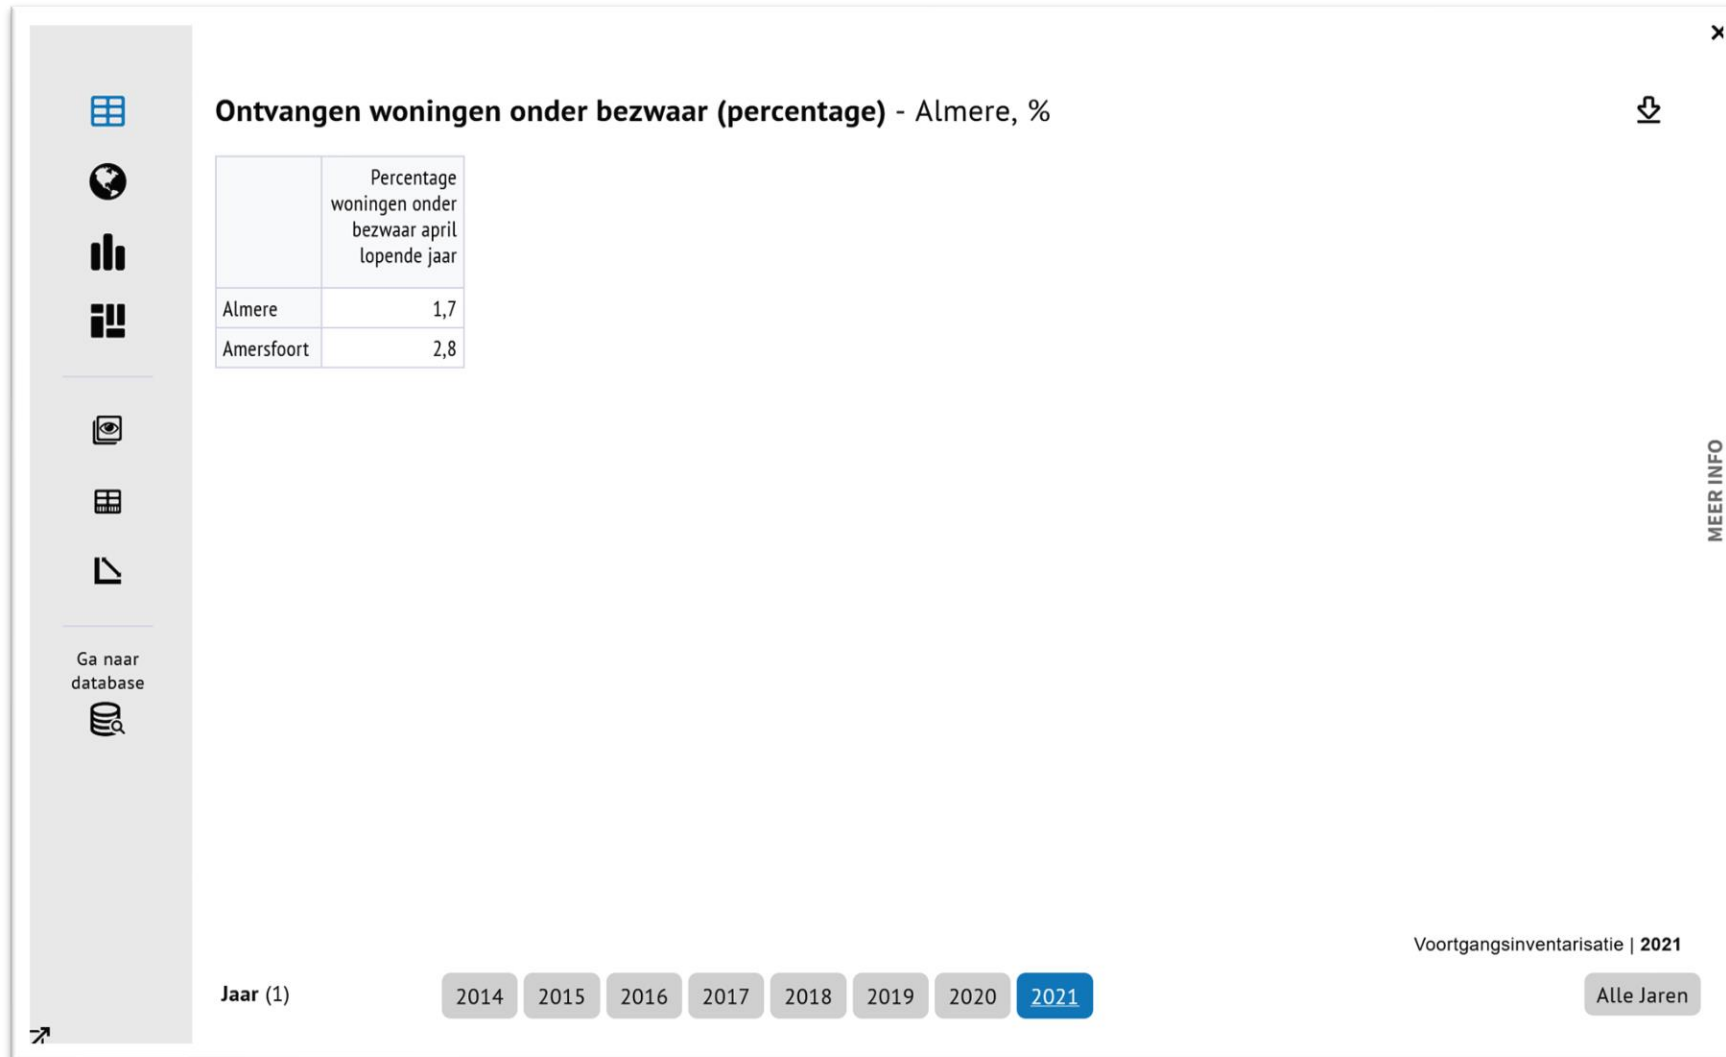 Ontvangen woningen onder bezwaar (percentage) - Almere, %
Percentage
woningen onder
bezwaar april
lopende jaar
Almere 1,7
Amersfoort 2,8
Ga naar
database
MEER INFO
Voortgangsinventarisatie | 2021
Jaar (1) 2014 2015 2016 2017 2018 2019 2020 2021 Alle Jaren